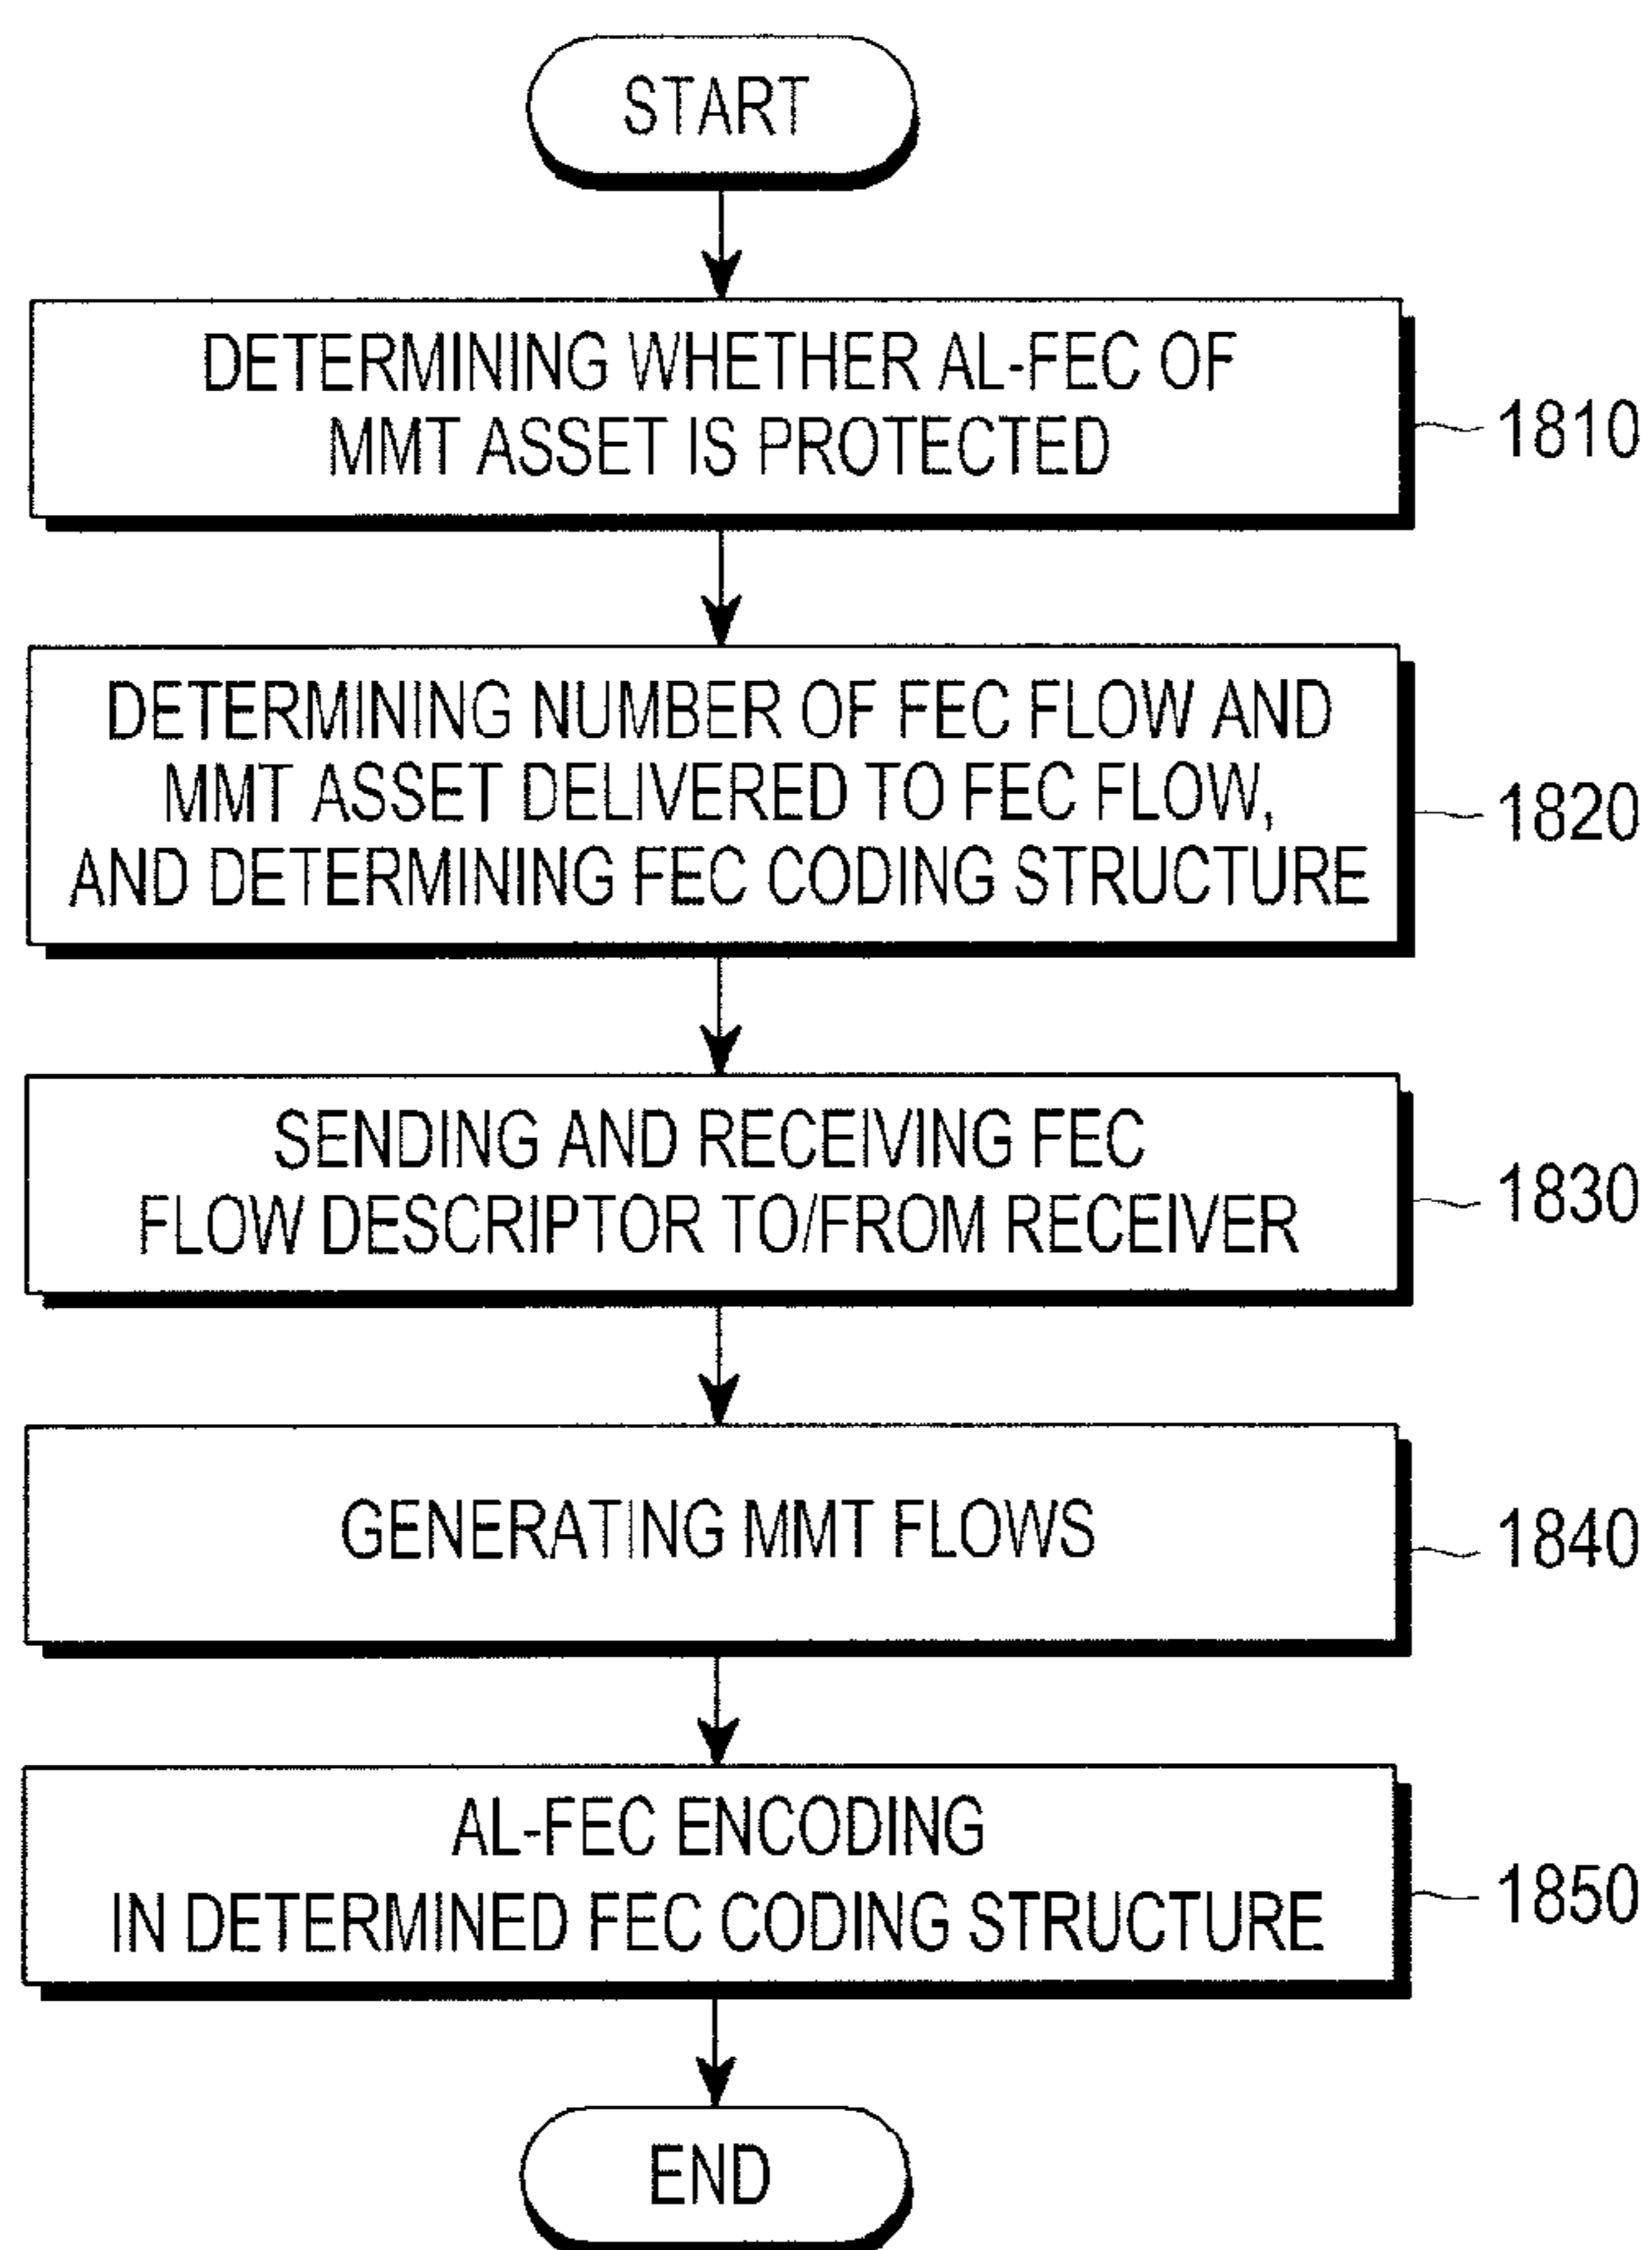 START
DETERMINING WHETHER AL-FEC OF
MMT ASSET IS PROTECTED
1810
DETERMINING NUMBER OF FEC FLOW AND
MMT ASSET DELIVERED TO FEC FLOW,
AND DETERMINING FEC CODING STRUCTURE
1820
SENDING AND RECEIVING FEC
FLOW DESCRIPTOR TO/FROM RECEIVER
1830
GENERATING MMT FLOWS
1840
AL-FEC ENCODING
IN DETERMINED FEC CODING STRUCTURE
1850
END